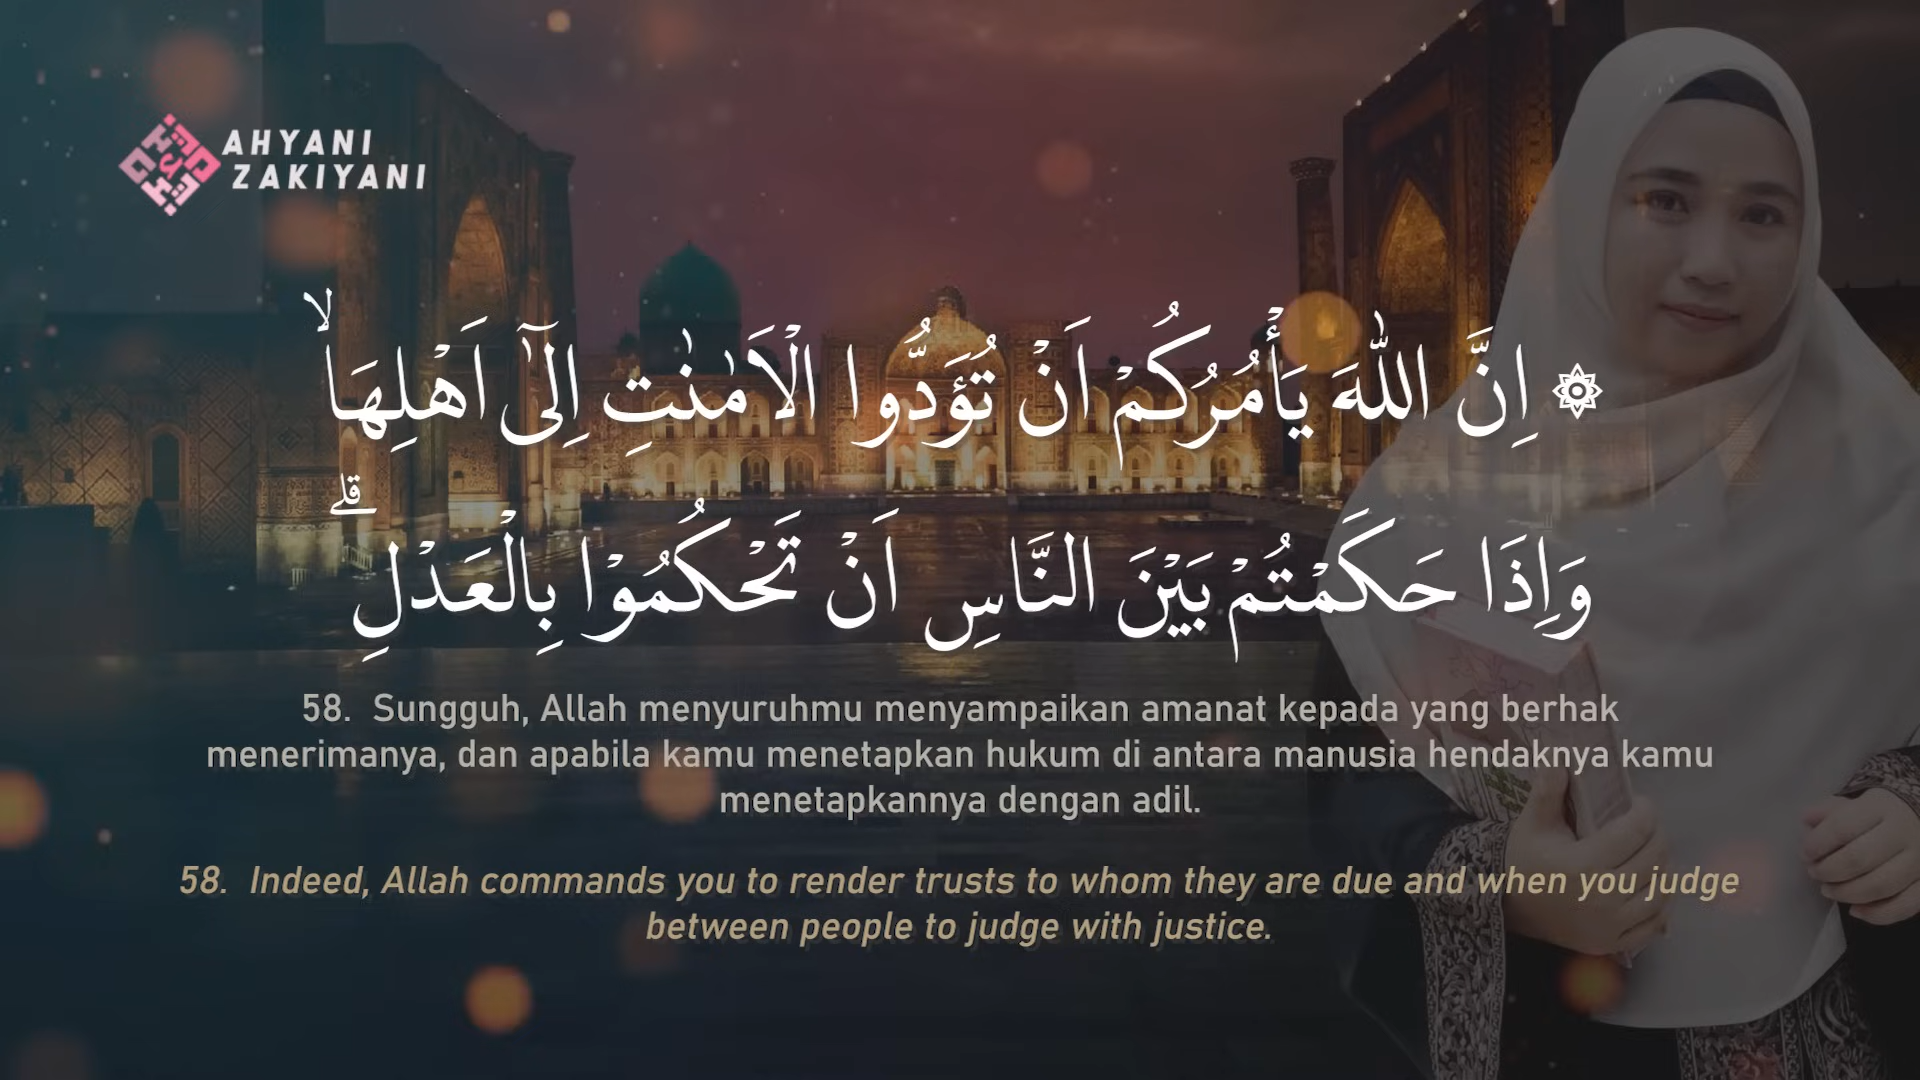 AHYANI
ZAKIYANI
۞ اِنَّ اللّٰهَ يَأْمُرُكُمْ اَنْ تُؤَدُّوا الْاَمٰنٰتِ اِلٰٓى اَهْلِهَاۙ
وَاِذَا حَكَمْتُمْ بَيْنَ النَّاسِ اَنْ تَحْكُمُوْا بِالْعَدْلِ ۗ
58. Sungguh, Allah menyuruhmu menyampaikan amanat kepada yang berhak
menerimanya, dan apabila kamu menetapkan hukum di antara manusia hendaknya kamu
menetapkannya dengan adil.
58. Indeed, Allah commands you to render trusts to whom they are due and when you judge
between people to judge with justice.